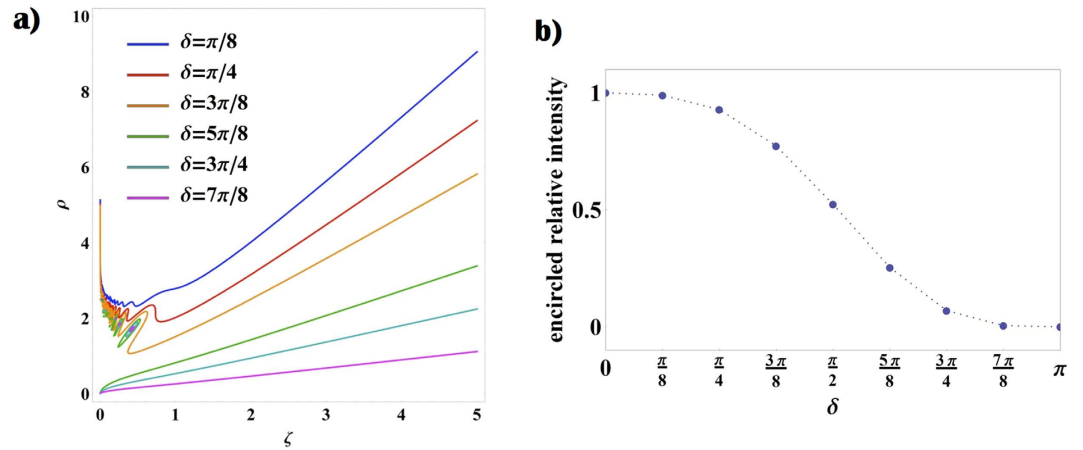 a)
10
8
6
4
2
0
ρ
δ=π/8
δ=π/4
δ=3π/8
δ=5π/8
δ=3π/4
δ=7π/8
0 1 2 3 4 5
ζ
b)
encircled relative intensity
1
0.5
0
0 π/8 π/4 3π/8 π/2 5π/8 3π/4 7π/8 π
δ